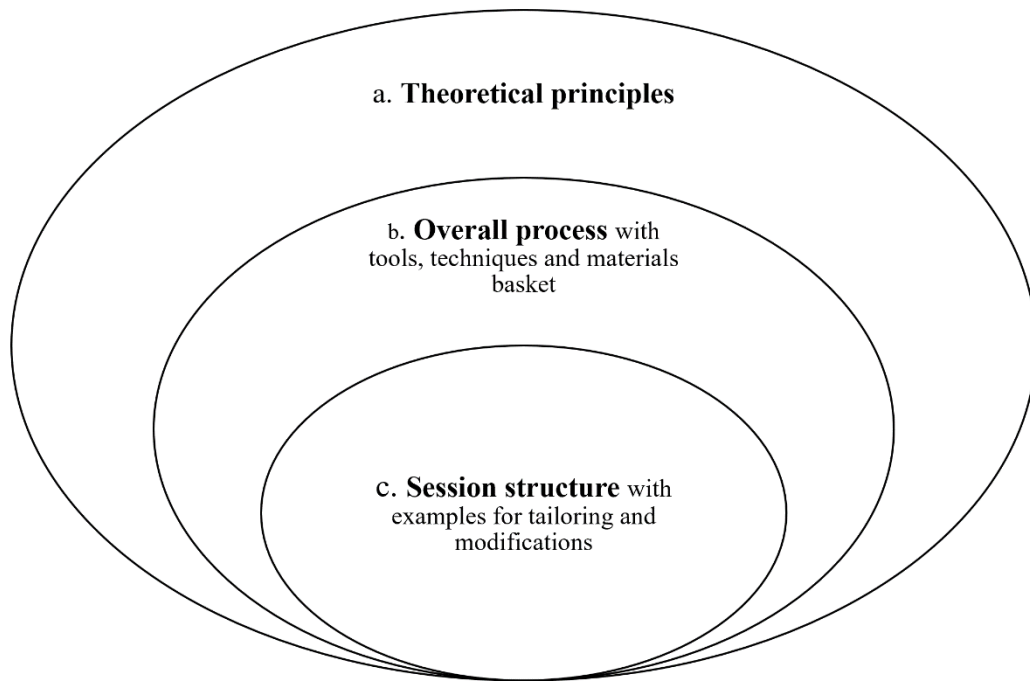 a. Theoretical principles
b. Overall process with
tools, techniques and materials
basket
c. Session structure with
examples for tailoring and
modifications